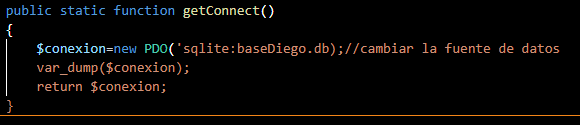 public static function getConnect()
{
$conexion=new PDO('sqlite:baseDiego.db);//cambiar la fuente de datos
var_dump($conexion);
return $conexion;
}